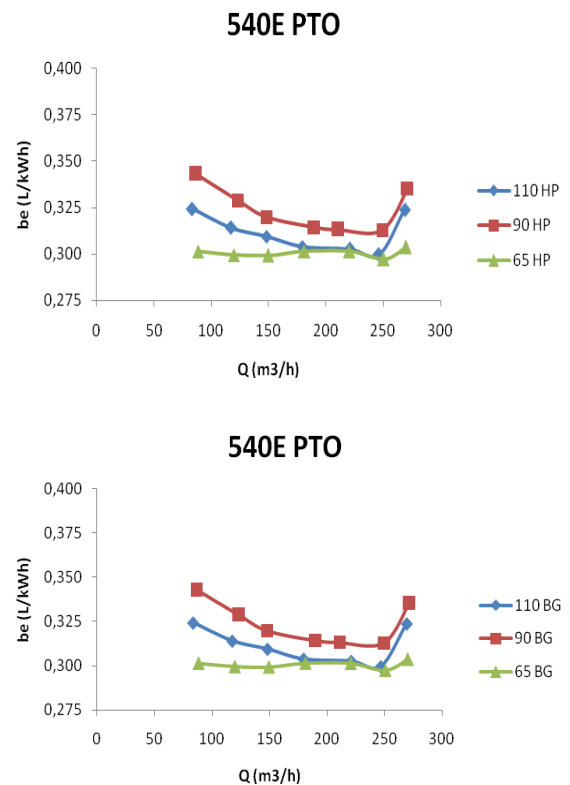 540E PTO
0,400
0,375
0,350
0,325
0,300
0,275
be (L/kWh)
0 50 100 150 200 250 300
Q (m3/h)
110 HP
90 HP
65 HP
540E PTO
0,400
0,375
0,350
0,325
0,300
0,275
be (L/kWh)
0 50 100 150 200 250 300
Q (m3/h)
110 BG
90 BG
65 BG